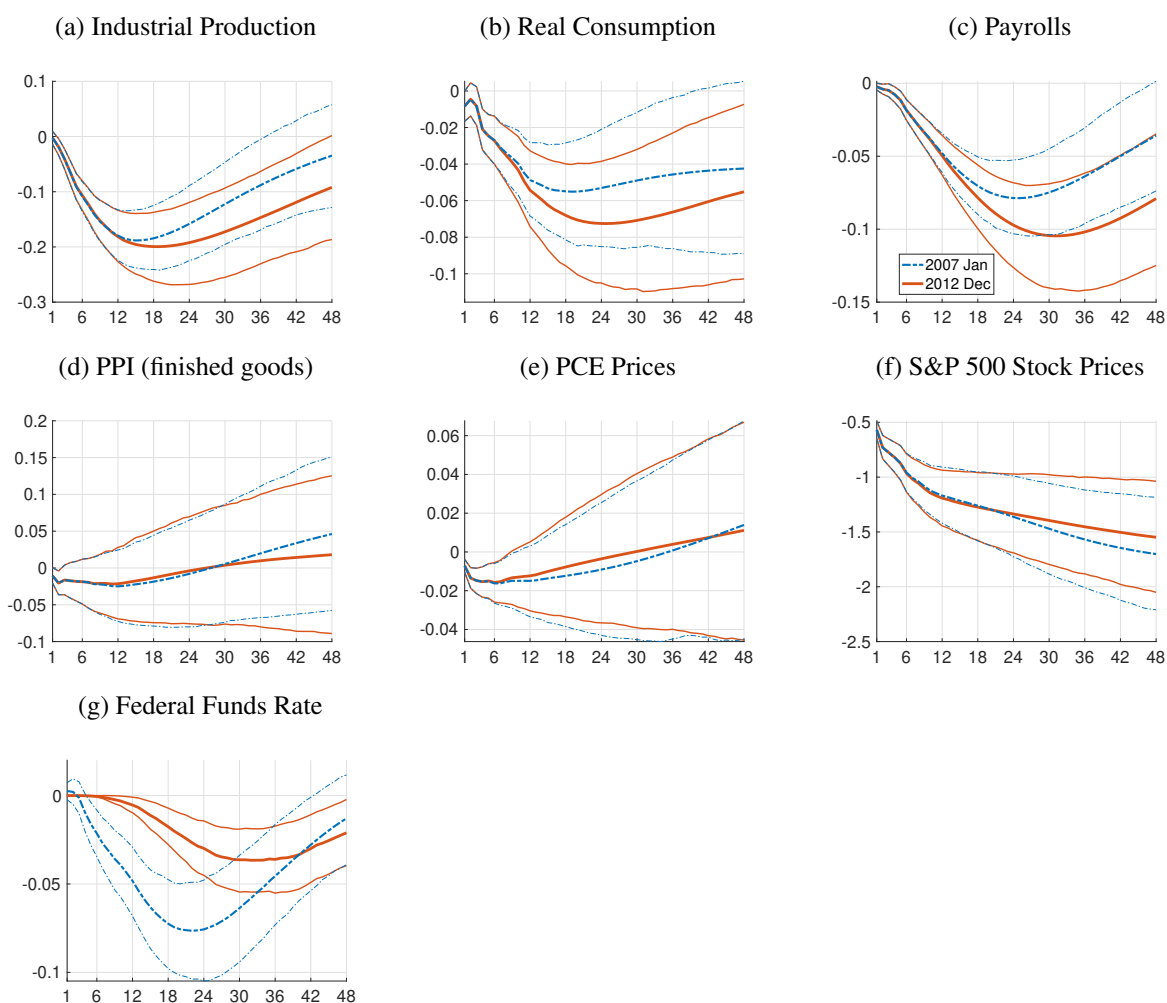 (a) Industrial Production
(b) Real Consumption
(c) Payrolls
0.1
0
-0.1
-0.2
-0.3
1 6 12 18 24 30 36 42 48
0
-0.02
-0.04
-0.06
-0.08
-0.1
1 6 12 18 24 30 36 42 48
0
-0.05
-0.1
-0.15
2007 Jan
2012 Dec
1 6 12 18 24 30 36 42 48
(d) PPI (finished goods)
(e) PCE Prices
(f) S&P 500 Stock Prices
0.2
0.15
0.1
0.05
0
-0.05
-0.1
1 6 12 18 24 30 36 42 48
0.06
0.04
0.02
0
-0.02
-0.04
1 6 12 18 24 30 36 42 48
-0.5
-1
-1.5
-2
-2.5
1 6 12 18 24 30 36 42 48
(g) Federal Funds Rate
0
-0.05
-0.1
1 6 12 18 24 30 36 42 48